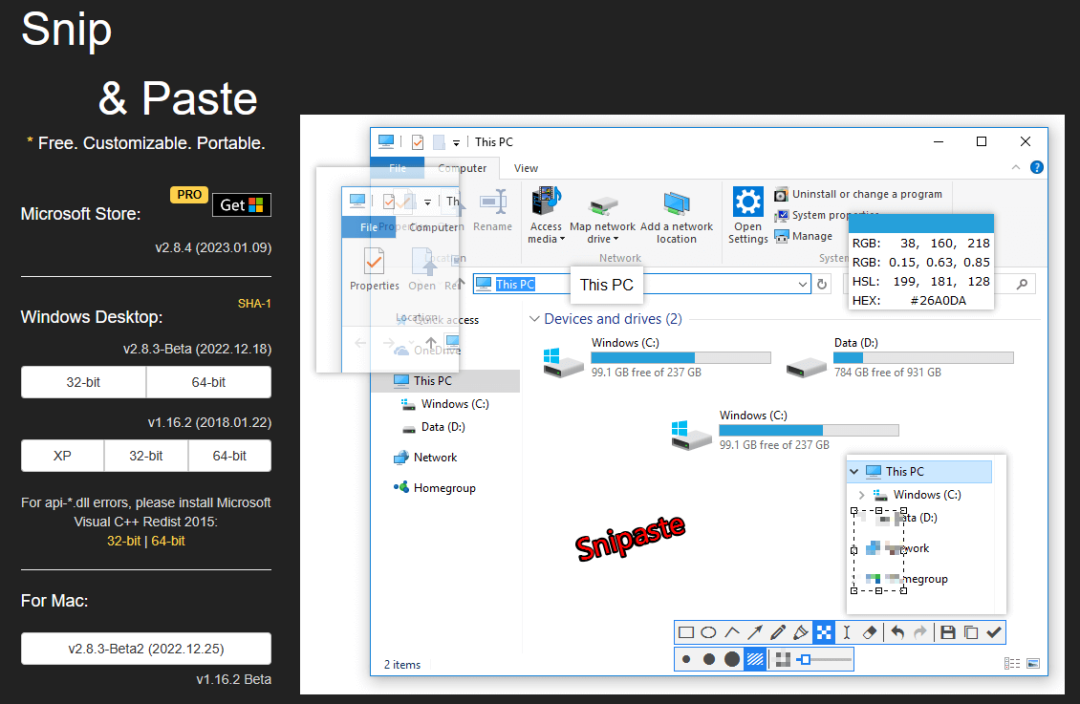 Snip
& Paste
* Free. Customizable. Portable.
PRO
Microsoft Store:
Get
v2.8.4 (2023.01.09)
SHA-1
Windows Desktop:
v2.8.3-Beta (2022.12.18)
32-bit 64-bit
v1.16.2 (2018.01.22)
XP 32-bit 64-bit
For api-*.dll errors, please install Microsoft
Visual C++ Redist 2015:
32-bit | 64-bit
For Mac:
v2.8.3-Beta2 (2022.12.25)
v1.16.2 Beta
This PC
File Computer View
File Computer
Properties Open
Location
Rename
Access
media
Map network
drive
Add a network
location
Network
Open
Settings
Uninstall or change a program
System
Manage
RGB: 38, 160, 218
RGB: 0.15, 0.63, 0.85
HSL: 199, 181, 128
HEX: #26A0DA
This PC
This PC
Quick access
OneDrive
This PC
Windows (C:)
Data (D:)
Network
Homegroup
Devices and drives (2)
Windows (C:)
99.1 GB free of 237 GB
Data (D:)
784 GB free of 931 GB
Windows (C:)
99.1 GB free of 237 GB
Snipaste
This PC
Windows (C:)
(D:)
2 items